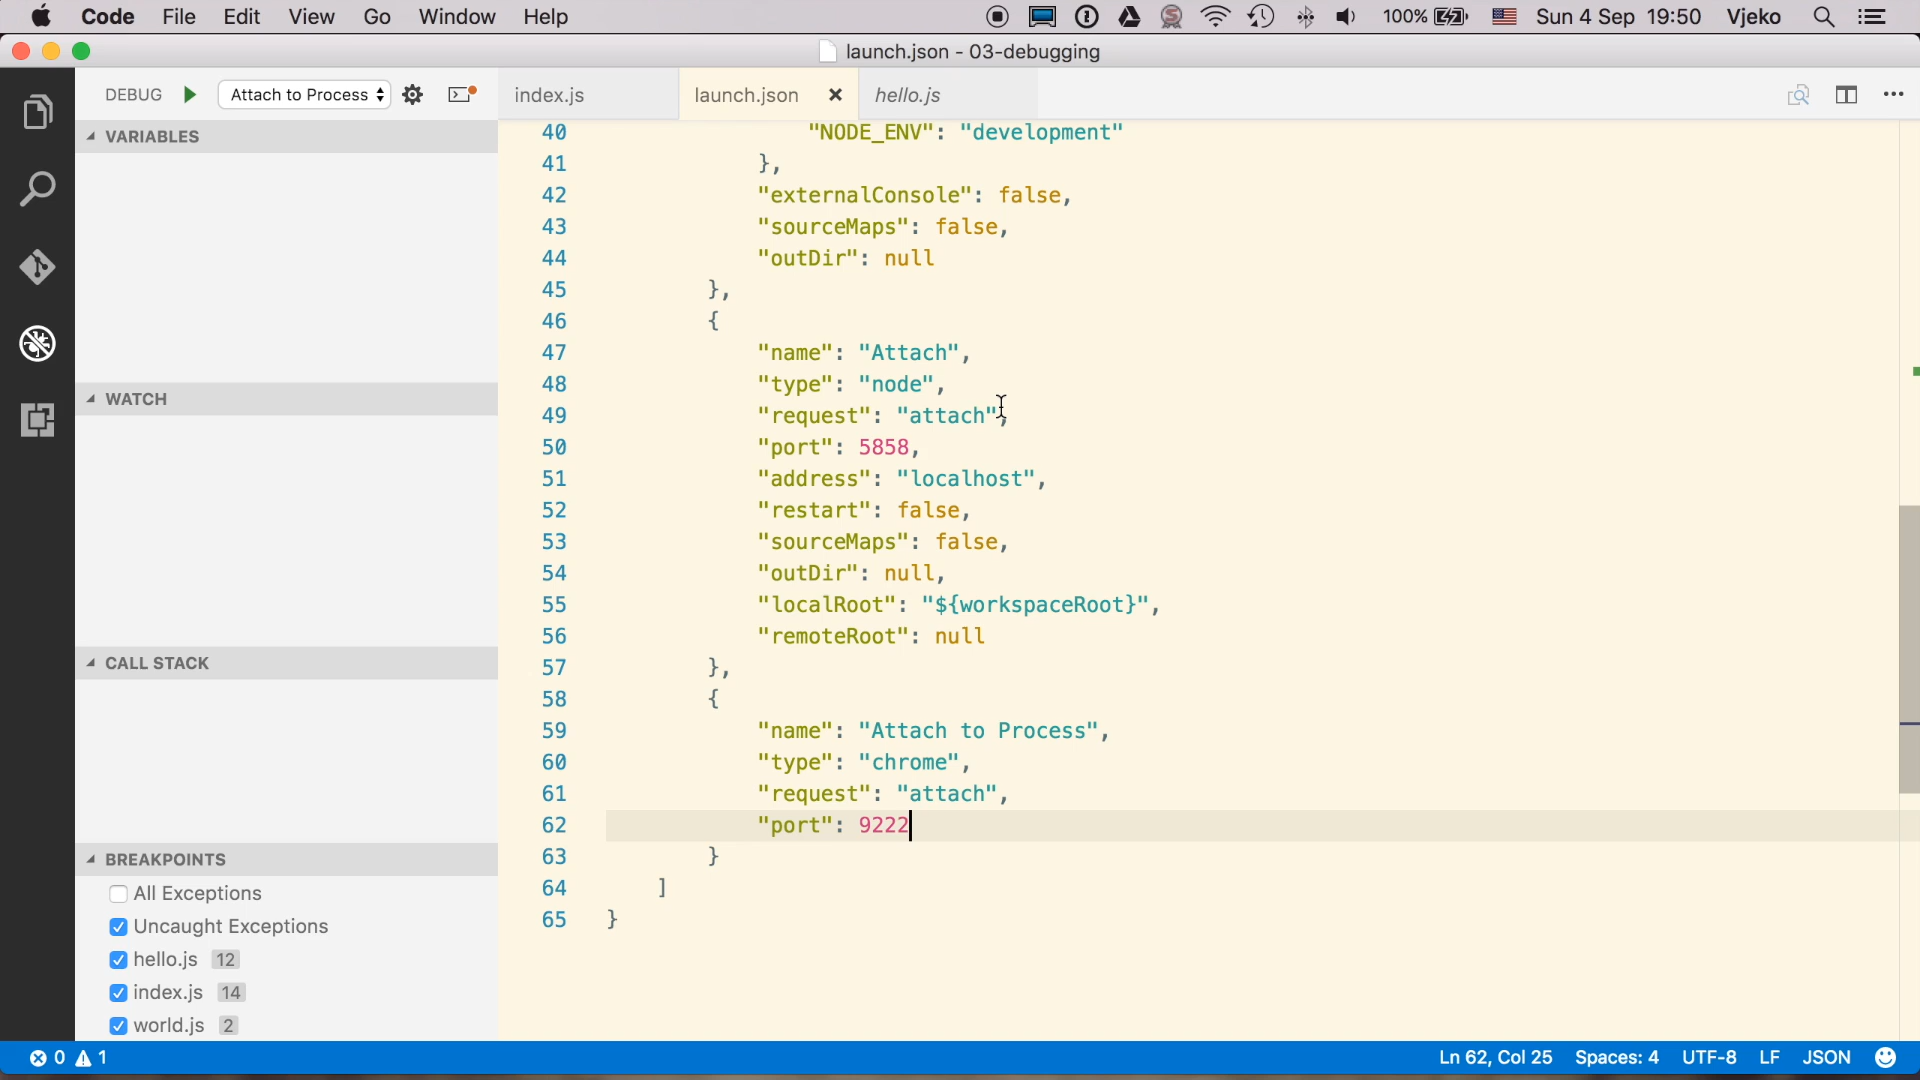 Code File Edit View Go Window Help 100% Sun 4 Sep 19:50 Vjeko
launch.json - 03-debugging
DEBUG Attach to Process
index.js launch.json hello.js
VARIABLES
WATCH
CALL STACK
BREAKPOINTS
All Exceptions
Uncaught Exceptions
hello.js 12
index.js 14
world.js 2
40 "NODE_ENV": "development"
41 },
42 "externalConsole": false,
43 "sourceMaps": false,
44 "outDir": null
45 },
46 {
47 "name": "Attach",
48 "type": "node",
49 "request": "attach",
50 "port": 5858,
51 "address": "localhost",
52 "restart": false,
53 "sourceMaps": false,
54 "outDir": null,
55 "localRoot": "${workspaceRoot}",
56 "remoteRoot": null
57 },
58 {
59 "name": "Attach to Process",
60 "type": "chrome",
61 "request": "attach",
62 "port": 9222
63 }
64 ]
65 }
0 1 Ln 62, Col 25 Spaces: 4 UTF-8 LF JSON